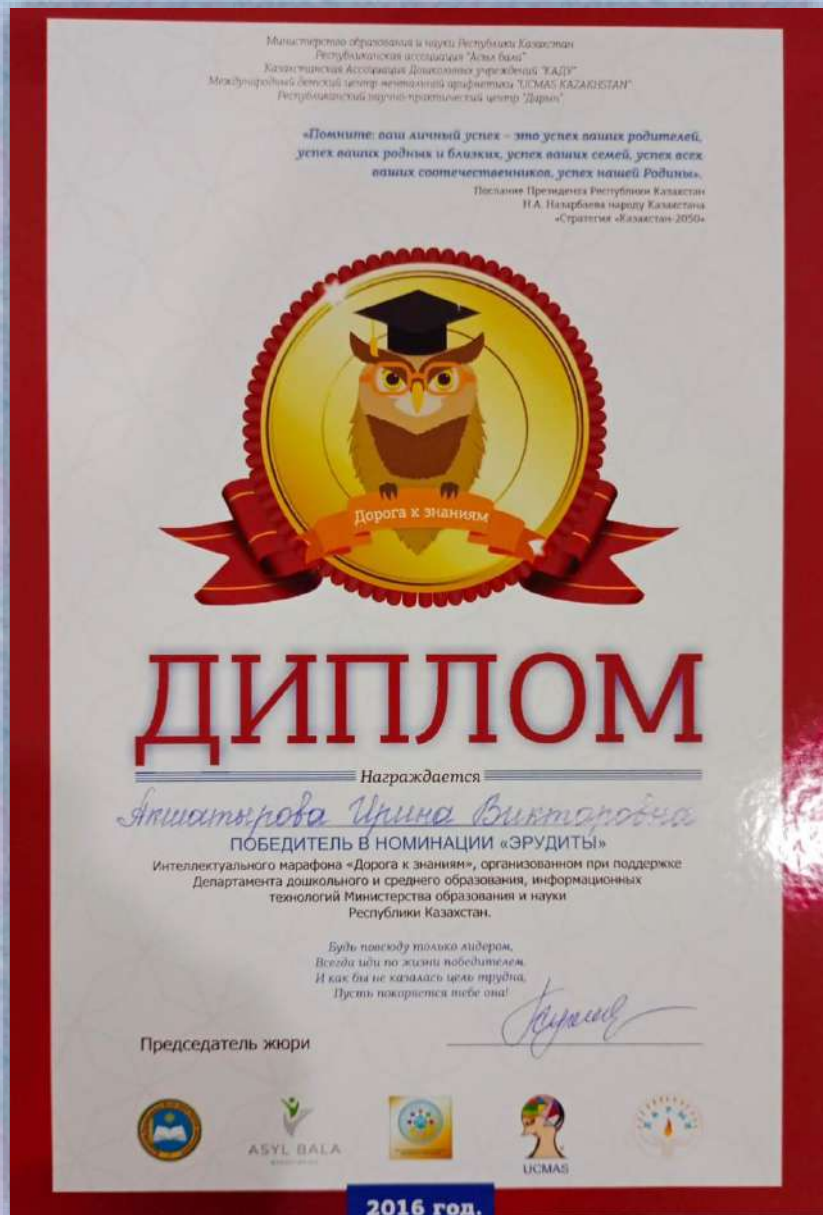 Министерство образования и науки Республики Казахстан
Республиканская ассоциация "Асыл бала"
Казахстанская Ассоциация Дошкольных учреждений "КАДУ"
Международный детский центр ментальной арифметики "UCMAS KAZAKHSTAN"
Республиканский научно-практический центр "Дарын"
«Помните: ваш личный успех – это успех ваших родителей,
успех ваших родных и близких, успех ваших семей, успех всех
ваших соотечественников, успех нашей Родины».
Послание Президента Республики Казахстан
Н.А. Назарбаева народу Казахстана
«Стратегия «Казахстан-2050»
Дорога к знаниям
ДИПЛОМ
Награждается
Акшатырова Ирина Викторовна
ПОБЕДИТЕЛЬ В НОМИНАЦИИ «ЭРУДИТЫ»
Интеллектуального марафона «Дорога к знаниям», организованном при поддержке
Департамента дошкольного и среднего образования, информационных
технологий Министерства образования и науки
Республики Казахстан.
Будь повсюду только лидером,
Всегда иди по жизни победителем.
И как бы не казалась цель трудна,
Пусть покоряется тебе она!
Председатель жюри
ASYL BALA
UCMAS
ДАРЫН
2016 год.